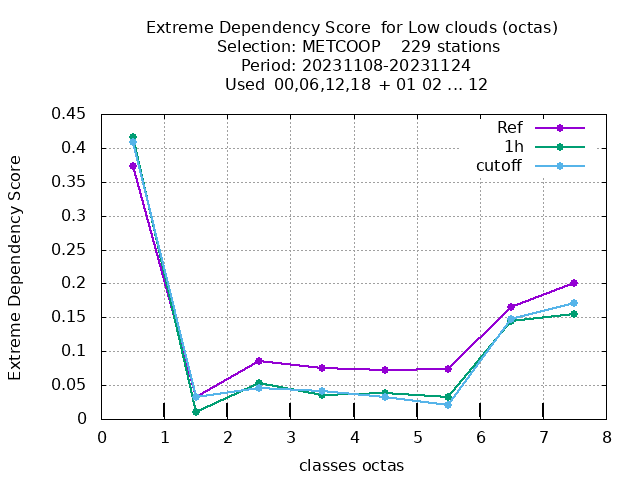 Extreme Dependency Score  for Low clouds (octas)
Selection: METCOOP    229 stations
Period: 20231108-20231124
Used  00,06,12,18 + 01 02 ... 12
Ref
1h
cutoff
Extreme Dependency Score
0.45
0.4
0.35
0.3
0.25
0.2
0.15
0.1
0.05
0
0 1 2 3 4 5 6 7 8
classes octas